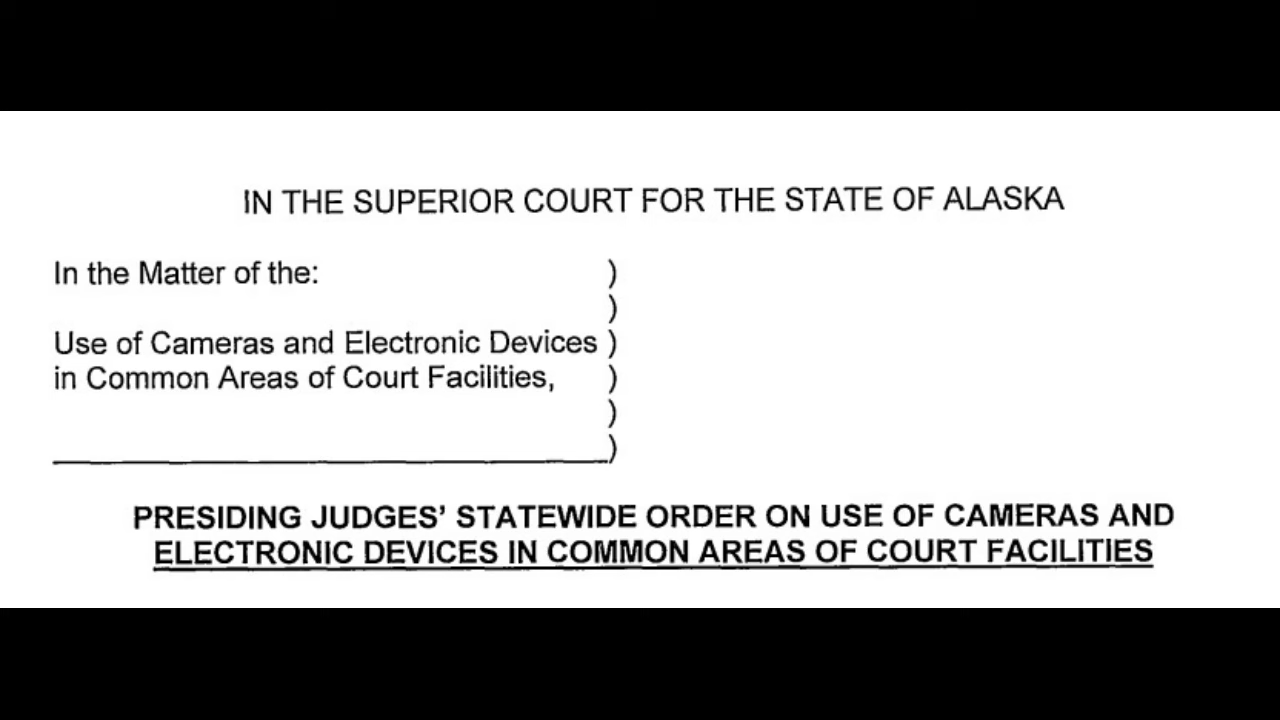 IN THE SUPERIOR COURT FOR THE STATE OF ALASKA
In the Matter of the: )
)
Use of Cameras and Electronic Devices )
in Common Areas of Court Facilities, )
)
)
PRESIDING JUDGES’ STATEWIDE ORDER ON USE OF CAMERAS AND
ELECTRONIC DEVICES IN COMMON AREAS OF COURT FACILITIES